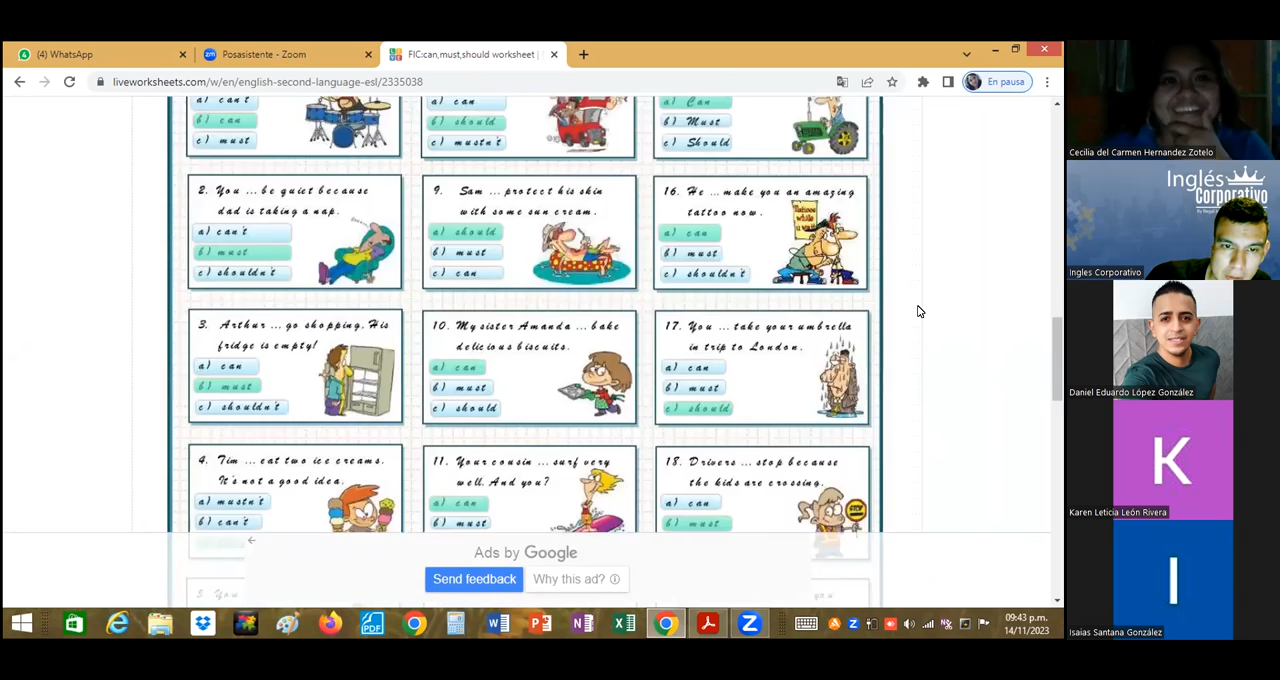 (4) WhatsApp
Posasistente - Zoom
FIC:can,must,should worksheet |
liveworksheets.com/w/en/english-second-language-esl/2335038
En pausa
a) can't
b) can
c) must
a) can
b) should
c) mustn't
a) Can
b) Must
c) Should
2. You ... be quiet because
dad is taking a nap.
a) can't
b) must
c) shouldn't
9. Sam ... protect his skin
with some sun cream.
a) should
b) must
c) can
16. He ... make you an amazing
tattoo now.
a) can
b) must
c) shouldn't
3. Arthur ... go shopping. His
fridge is empty!
a) can
b) must
c) shouldn't
10. My sister Amanda ... bake
delicious biscuits.
a) can
b) must
c) should
17. You ... take your umbrella
in trip to London.
a) can
b) must
c) should
4. Tim ... eat two ice creams.
It's not a good idea.
a) mustn't
b) can't
11. Your cousin ... surf very
well. And you?
a) can
b) must
18. Drivers ... stop because
the kids are crossing.
a) can
b) must
STOP
5. You
you
Ads by Google
Send feedback
Why this ad?
09:43 p.m.
14/11/2023
Cecilia del Carmen Hernandez Zotelo
Inglés
Corporativo
Ingles Corporativo
Daniel Eduardo López González
K
Karen Leticia León Rivera
I
Isaias Santana González